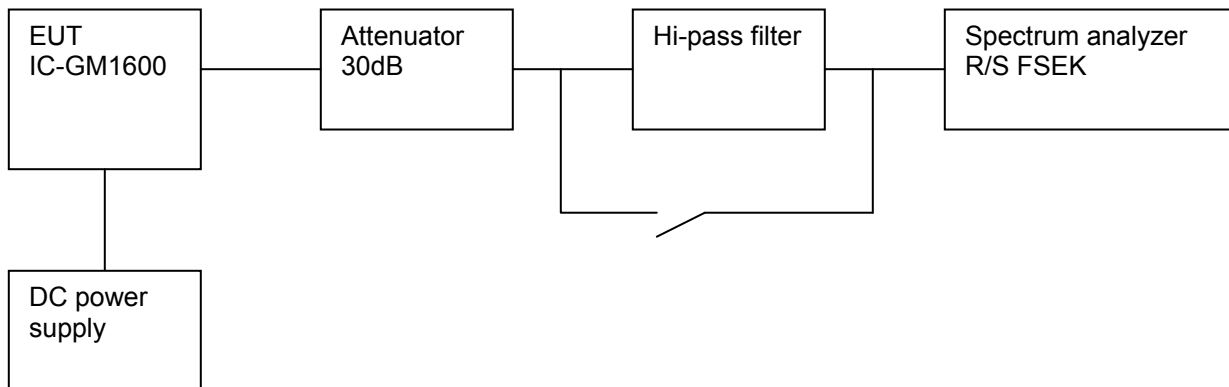 EUT
IC-GM1600
Attenuator
30dB
Hi-pass filter
Spectrum analyzer
R/S FSEK
DC power
supply